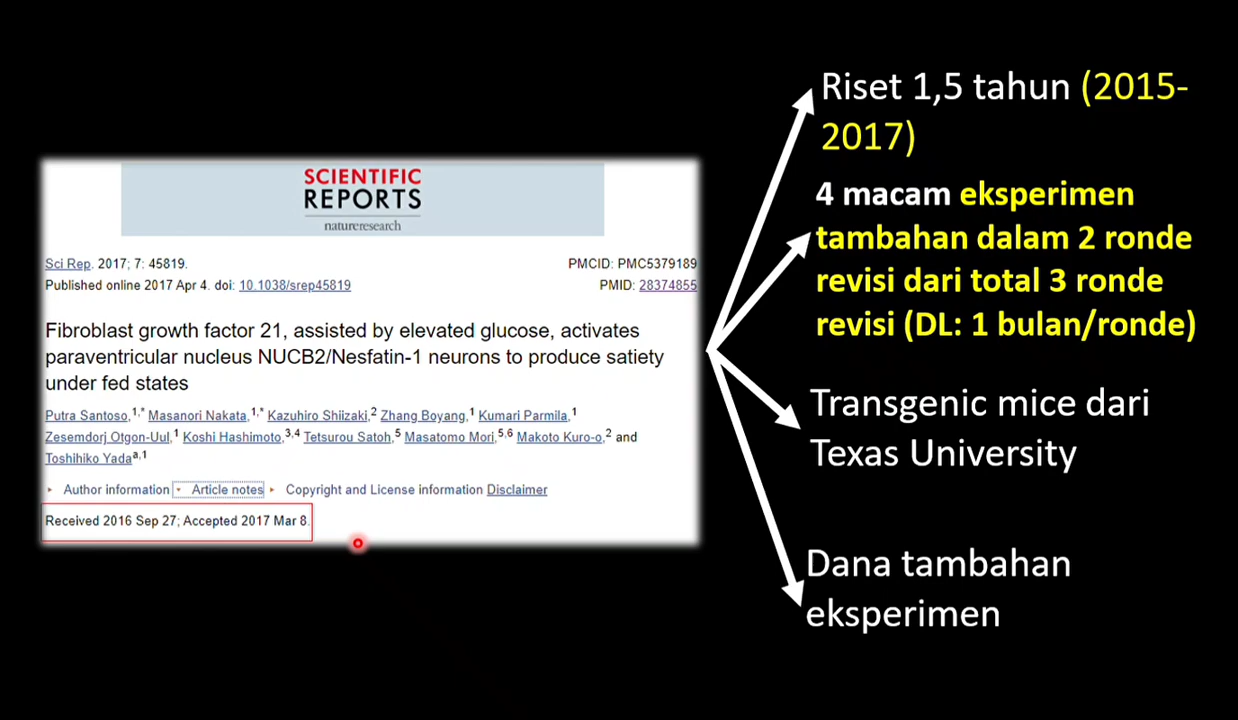 SCIENTIFIC
REPORTS
natureresearch
Sci Rep. 2017; 7: 45819.
PMCID: PMC5379189
Published online 2017 Apr 4. doi: 10.1038/srep45819
PMID: 28374855
Fibroblast growth factor 21, assisted by elevated glucose, activates
paraventricular nucleus NUCB2/Nesfatin-1 neurons to produce satiety
under fed states
Putra Santoso,1,* Masanori Nakata,1,* Kazuhiro Shiizaki,2 Zhang Boyang,1 Kumari Parmila,1
Zesemdorj Otgon-Uul,1 Koshi Hashimoto,3,4 Tetsurou Satoh,5 Masatomo Mori,5,6 Makoto Kuro-o,2 and
Toshihiko Yadaa,1
Author information Article notes Copyright and License information Disclaimer
Received 2016 Sep 27; Accepted 2017 Mar 8.
Riset 1,5 tahun (2015-
2017)
4 macam eksperimen
tambahan dalam 2 ronde
revisi dari total 3 ronde
revisi (DL: 1 bulan/ronde)
Transgenic mice dari
Texas University
Dana tambahan
eksperimen